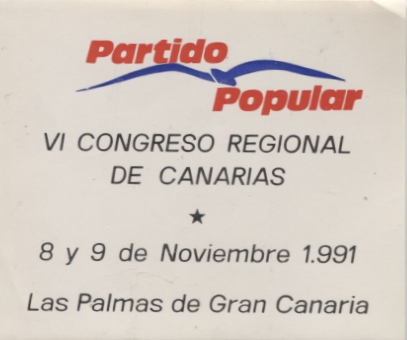 Partido
Popular
VI CONGRESO REGIONAL
DE CANARIAS
★
8 y 9 de Noviembre 1.991
Las Palmas de Gran Canaria